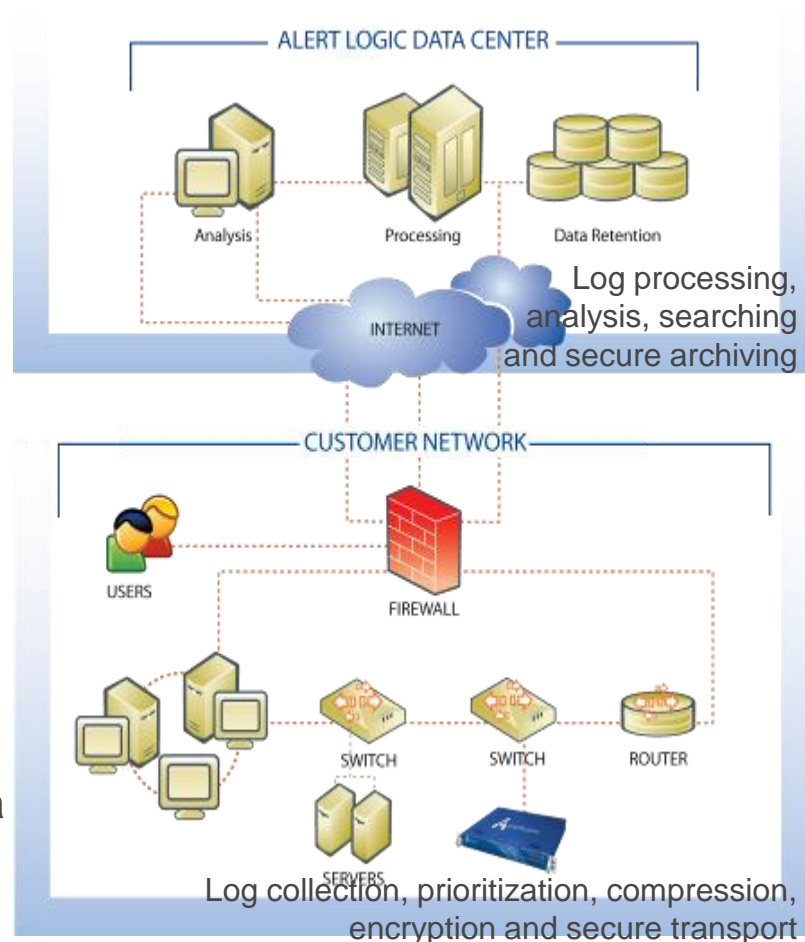 ALERT LOGIC DATA CENTER
Analysis
Processing
Data Retention
INTERNET
Log processing,
analysis, searching
and secure archiving
CUSTOMER NETWORK
USERS
FIREWALL
SWITCH
SWITCH
ROUTER
SERVERS
Log collection, prioritization, compression,
encryption and secure transport